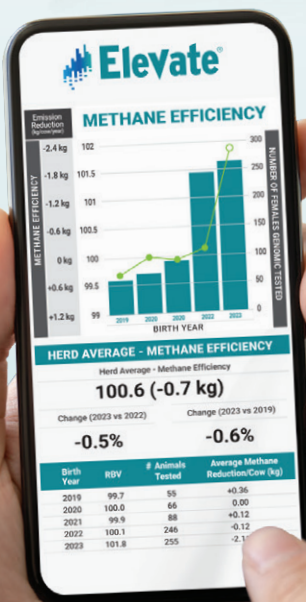 Elevate®
Emission
Reduction
(kg/cow/year)
METHANE EFFICIENCY
METHANE EFFICIENCY
-2.4 kg
-1.8 kg
-1.2 kg
-0.6 kg
0 kg
+0.6 kg
+1.2 kg
102
101.5
101
100.5
100
99.5
99
300
250
200
150
100
50
0
NUMBER OF FEMALES GENOMIC TESTED
2019 2020 2020 2022 2023
BIRTH YEAR
HERD AVERAGE - METHANE EFFICIENCY
Herd Average - Methane Efficiency
100.6 (-0.7 kg)
Change (2023 vs 2022) Change (2023 vs 2019)
-0.5% -0.6%
Birth Year RBV # Animals Tested Average Methane Reduction/Cow (kg)
2019 99.7 55 +0.36
2020 100.0 66 0.00
2021 99.9 88 +0.12
2022 100.1 246 -0.12
2023 101.8 255